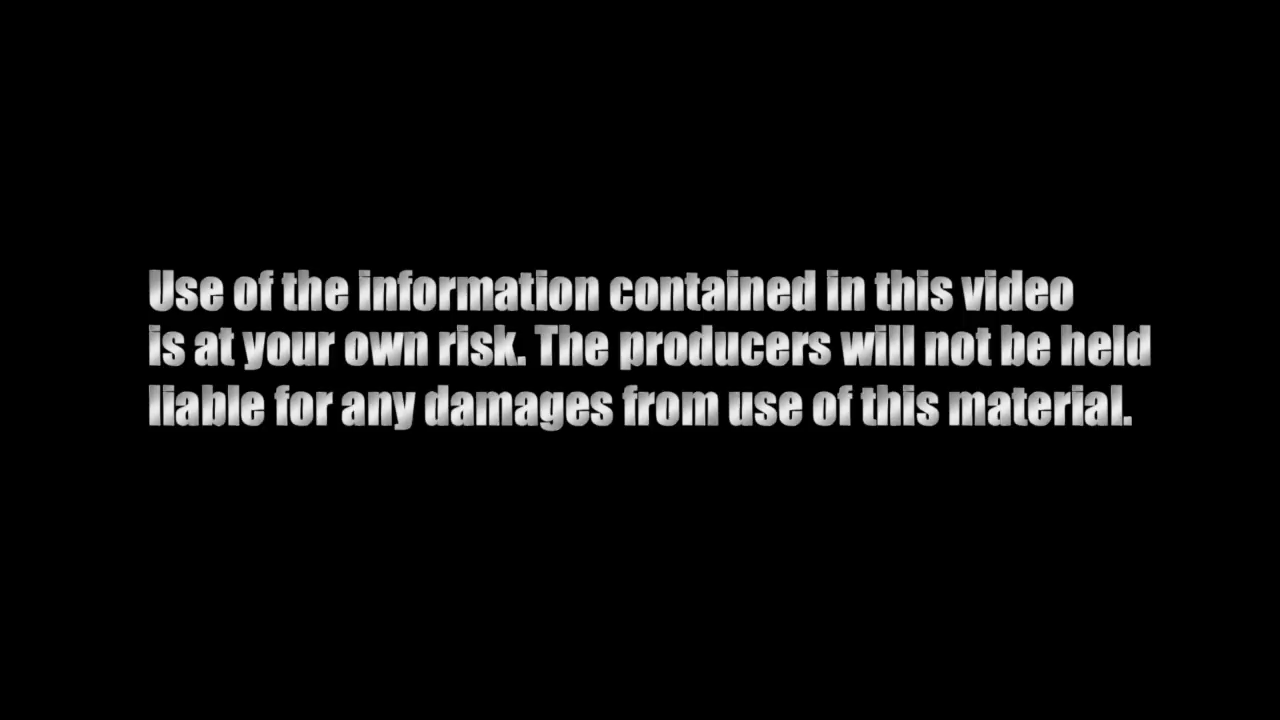 Use of the information contained in this video
is at your own risk. The producers will not be held
liable for any damages from use of this material.